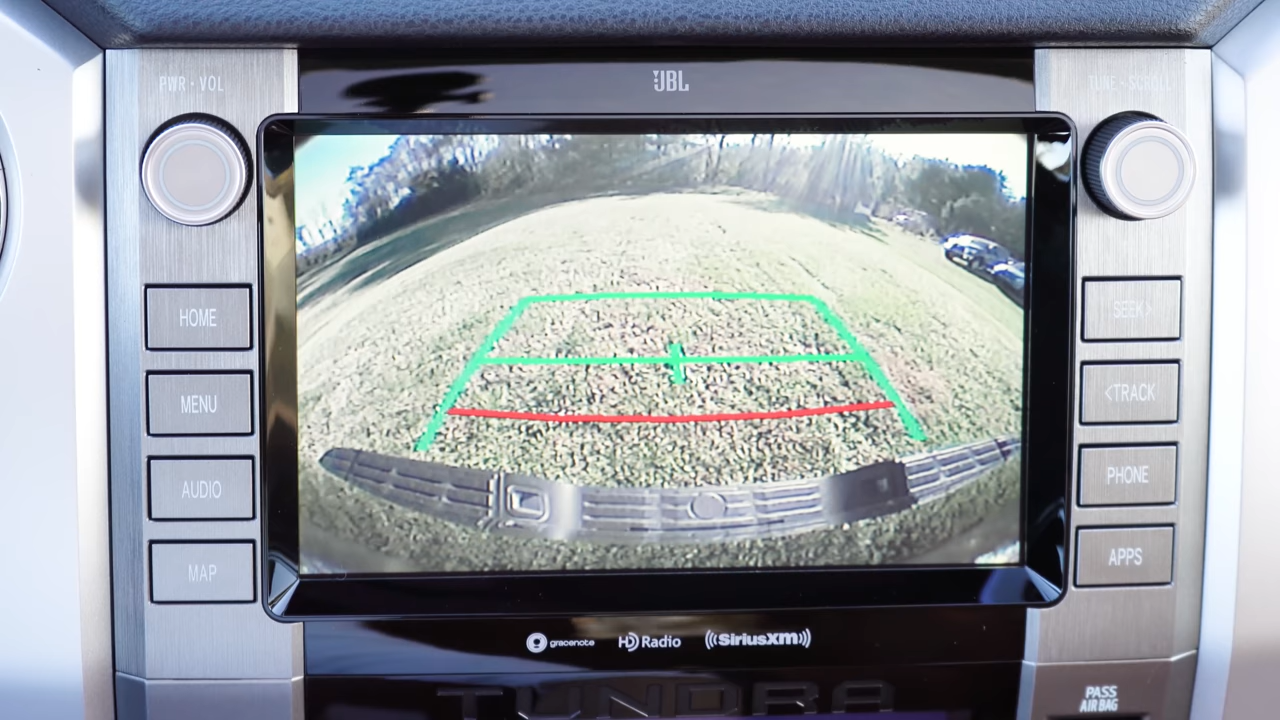 PWR • VOL
JBL
TUNE • SCROLL
HOME
MENU
AUDIO
MAP
SEEK>
<TRACK
PHONE
APPS
gracenote
HD Radio
((SiriusXM))
TUNDRA
PASS
AIR BAG